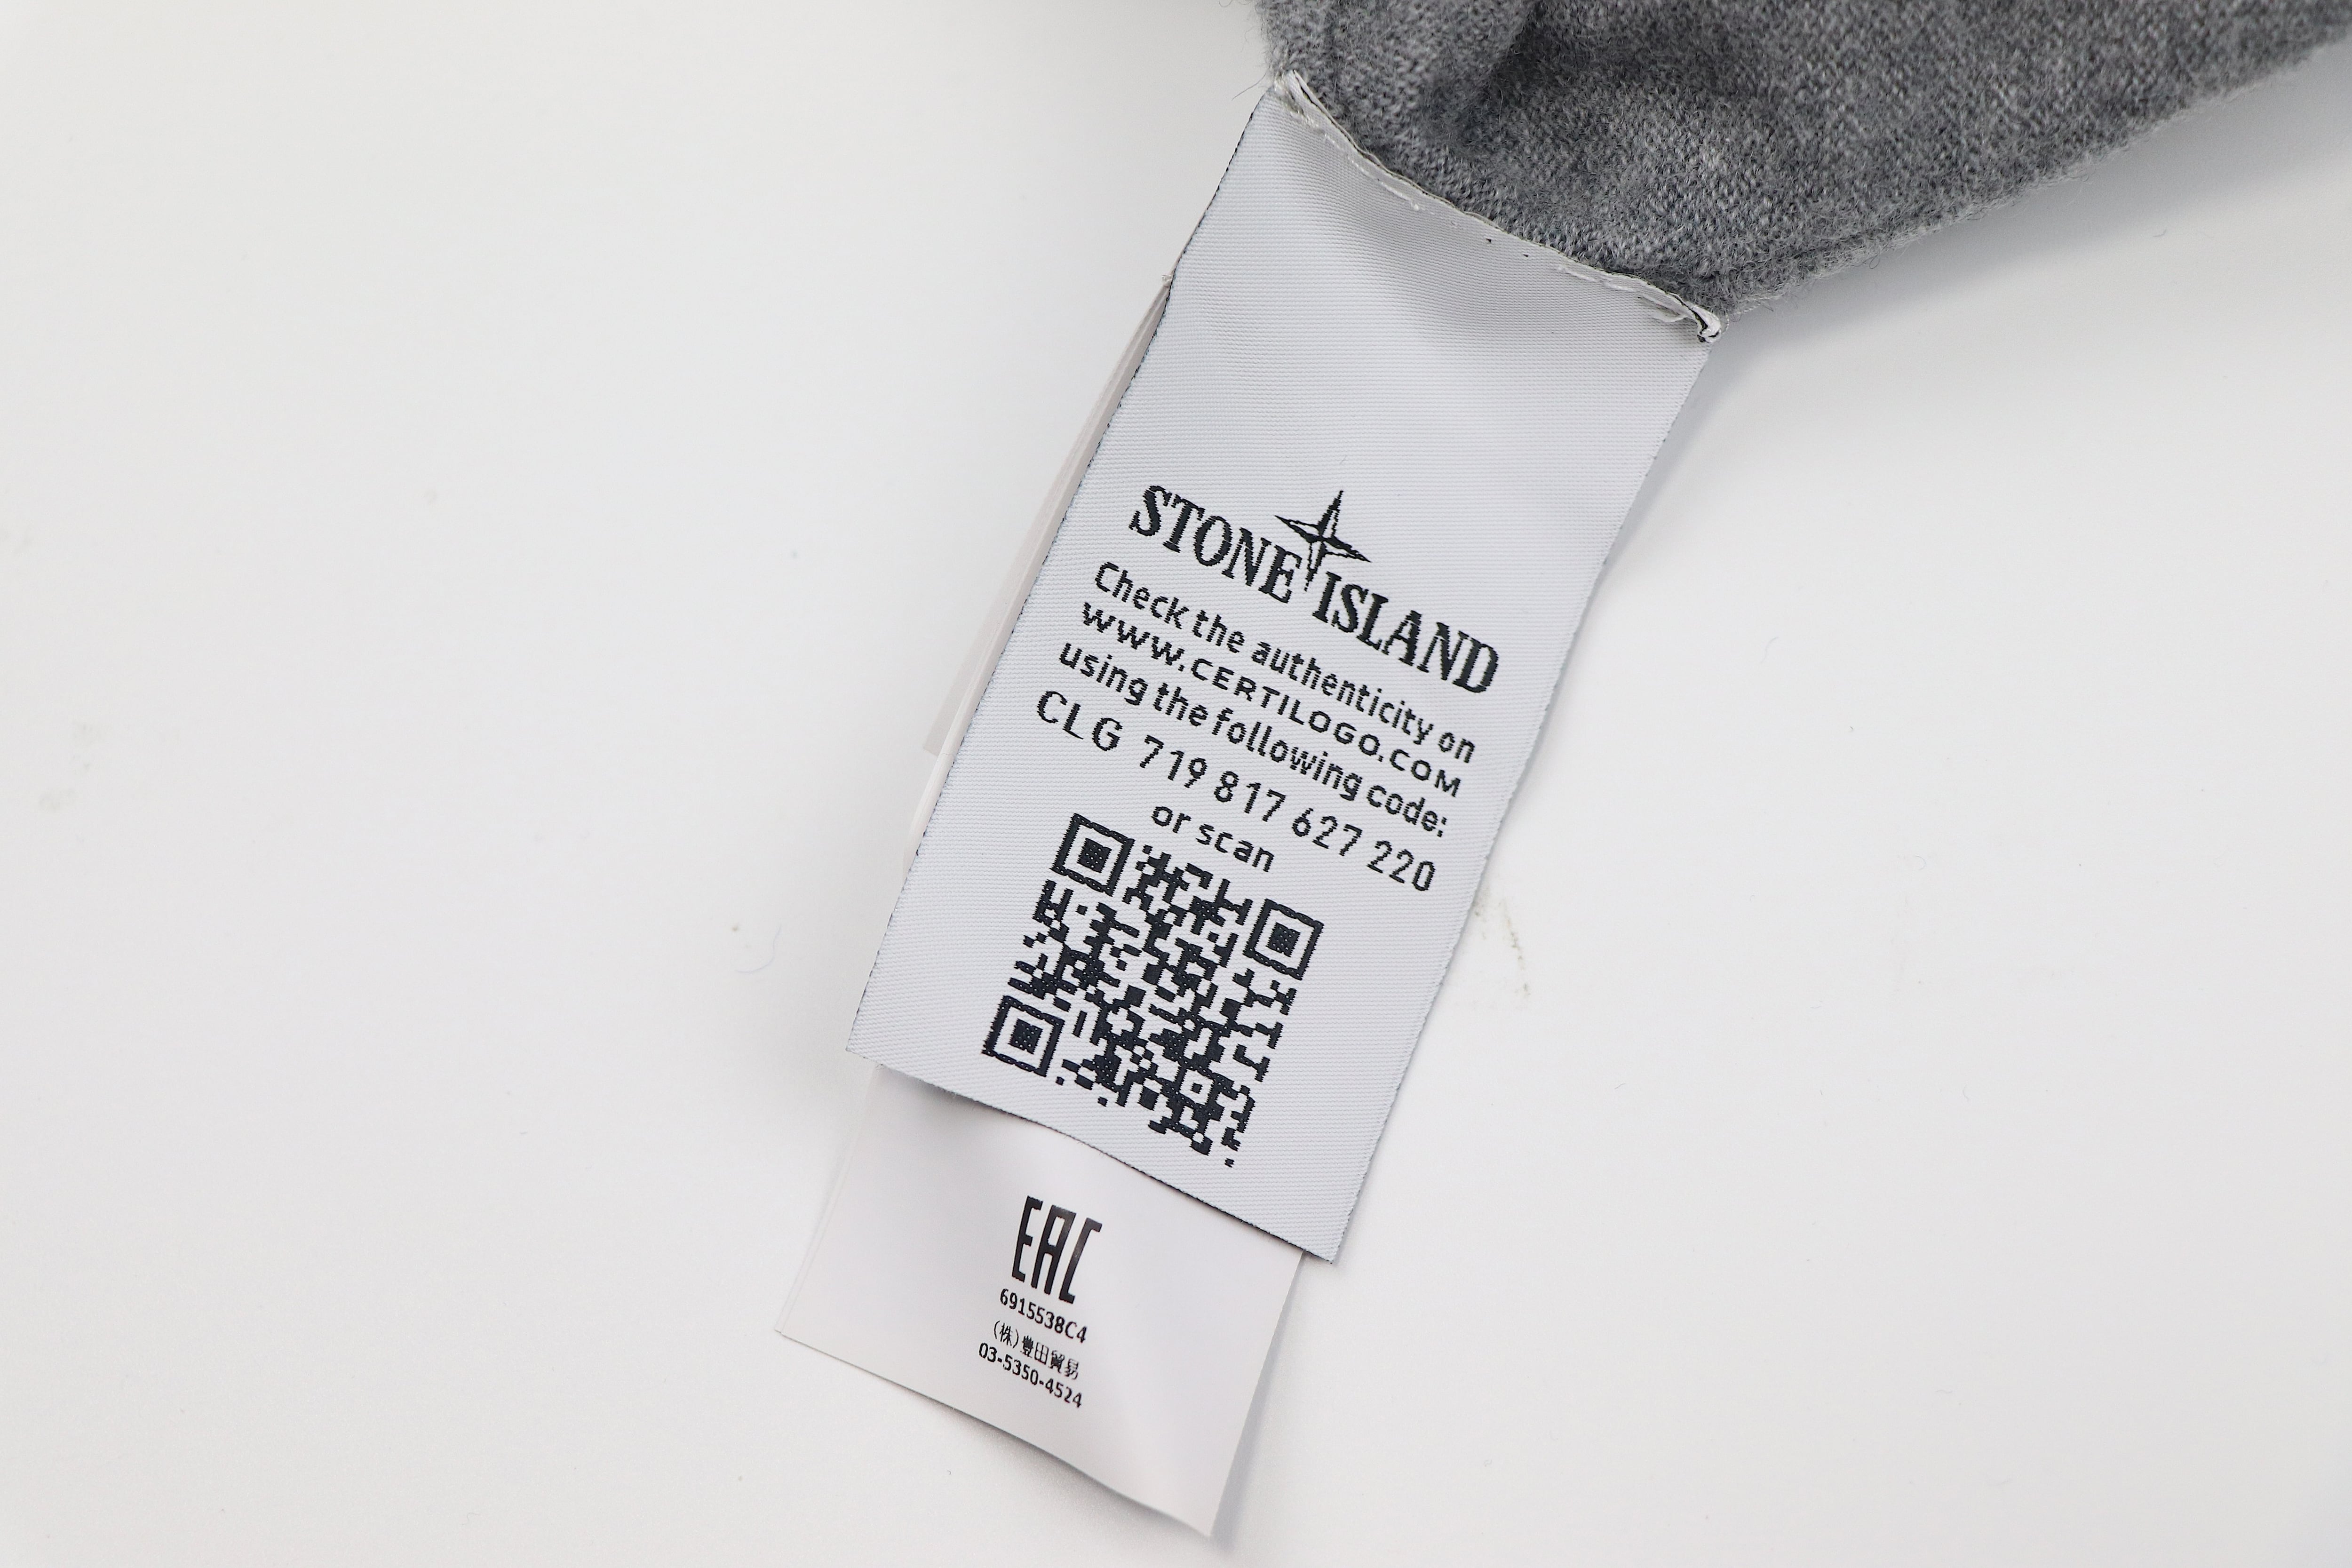 STONE ISLAND
Check the authenticity on
www.CERTILOGO.COM
using the following code:
CLG 719 817 627 220
or scan
EAC
6915538C4
(株)豊田貿易
03-5350-4524